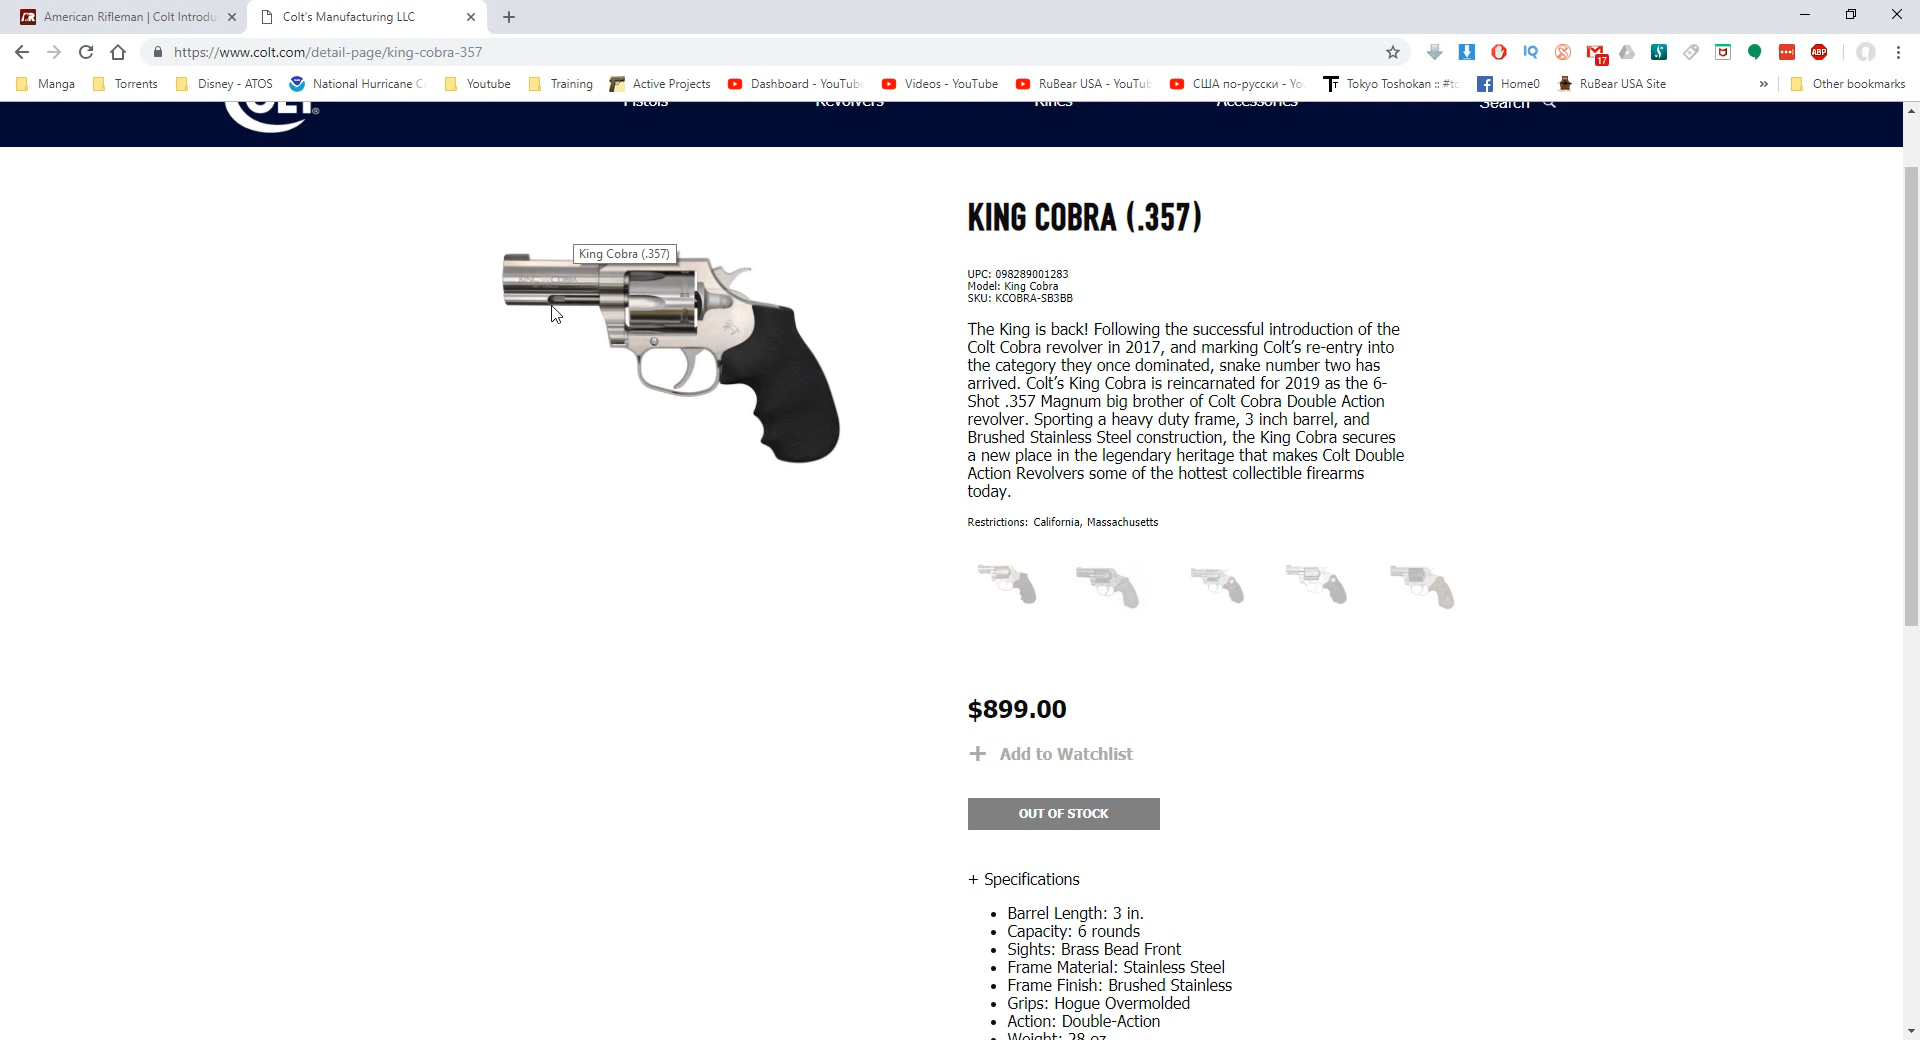 American Rifleman | Colt Introdu
Colt's Manufacturing LLC
https://www.colt.com/detail-page/king-cobra-357
17
ABP
Manga
Torrents
Disney - ATOS
National Hurricane C
Youtube
Training
Active Projects
Dashboard - YouTube
Videos - YouTube
RuBear USA - YouTub
США по-русски - Yo
Tokyo Toshokan :: #to
Home0
RuBear USA Site
»
Other bookmarks
COLT
®
Pistols
Revolvers
Rifles
Accessories
Search
King Cobra (.357)
KING COBRA (.357)
UPC: 098289001283
Model: King Cobra
SKU: KCOBRA-SB3BB
The King is back! Following the successful introduction of the
Colt Cobra revolver in 2017, and marking Colt's re-entry into
the category they once dominated, snake number two has
arrived. Colt's King Cobra is reincarnated for 2019 as the 6-
Shot .357 Magnum big brother of Colt Cobra Double Action
revolver. Sporting a heavy duty frame, 3 inch barrel, and
Brushed Stainless Steel construction, the King Cobra secures
a new place in the legendary heritage that makes Colt Double
Action Revolvers some of the hottest collectible firearms
today.
Restrictions: California, Massachusetts
$899.00
+ Add to Watchlist
OUT OF STOCK
+ Specifications
• Barrel Length: 3 in.
• Capacity: 6 rounds
• Sights: Brass Bead Front
• Frame Material: Stainless Steel
• Frame Finish: Brushed Stainless
• Grips: Hogue Overmolded
• Action: Double-Action
• Weight: 28 oz